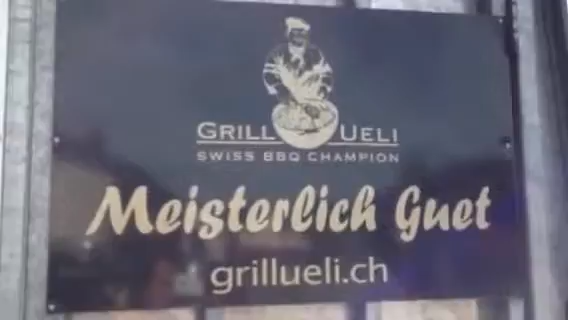 GRILL UELI
SWISS BBQ CHAMPION
Meisterlich Guet
grillueli.ch